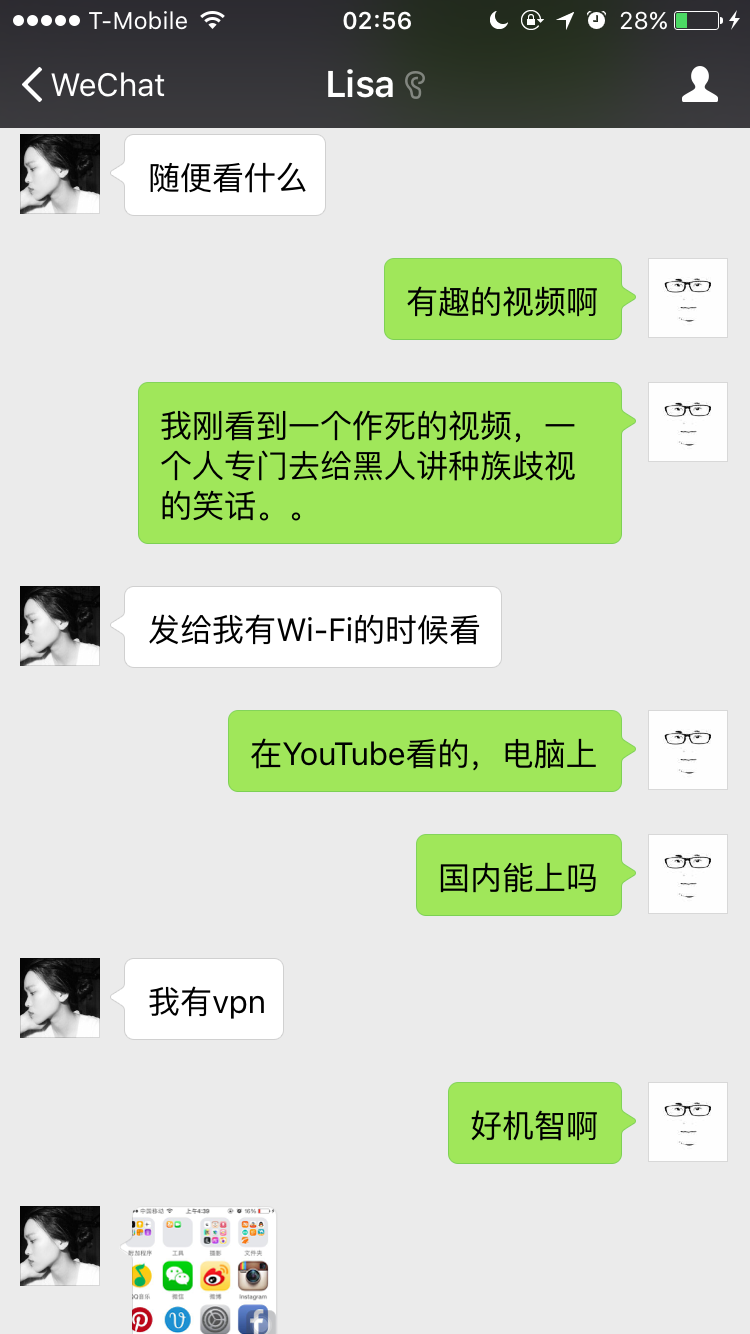 T-Mobile 02:56 28%
WeChat Lisa
随便看什么
有趣的视频啊
我刚看到一个作死的视频，一
个人专门去给黑人讲种族歧视
的笑话。。
发给我有Wi-Fi的时候看
在YouTube看的，电脑上
国内能上吗
我有vpn
好机智啊
中国移动 上午4:39 16%
附加程序 工具 摄影 文件夹
QQ音乐 微信 微博 Instagram